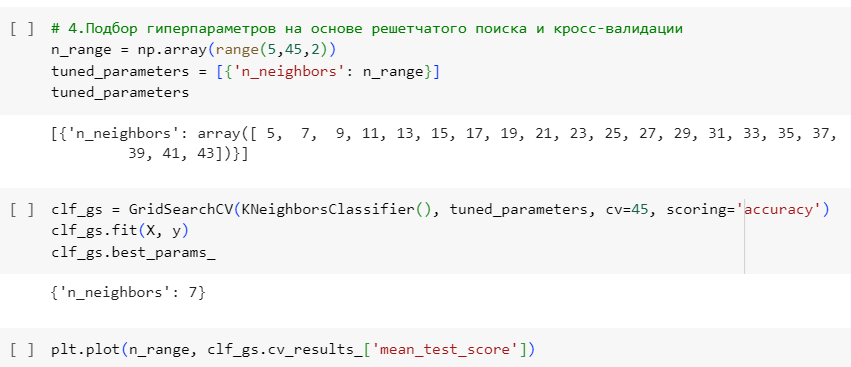 [ ] # 4.Подбор гиперпараметров на основе решетчатого поиска и кросс-валидации
n_range = np.array(range(5,45,2))
tuned_parameters = [{'n_neighbors': n_range}]
tuned_parameters
[{'n_neighbors': array([ 5,  7,  9, 11, 13, 15, 17, 19, 21, 23, 25, 27, 29, 31, 33, 35, 37,
39, 41, 43])}]
[ ] clf_gs = GridSearchCV(KNeighborsClassifier(), tuned_parameters, cv=45, scoring='accuracy')
clf_gs.fit(X, y)
clf_gs.best_params_
{'n_neighbors': 7}
[ ] plt.plot(n_range, clf_gs.cv_results_['mean_test_score'])